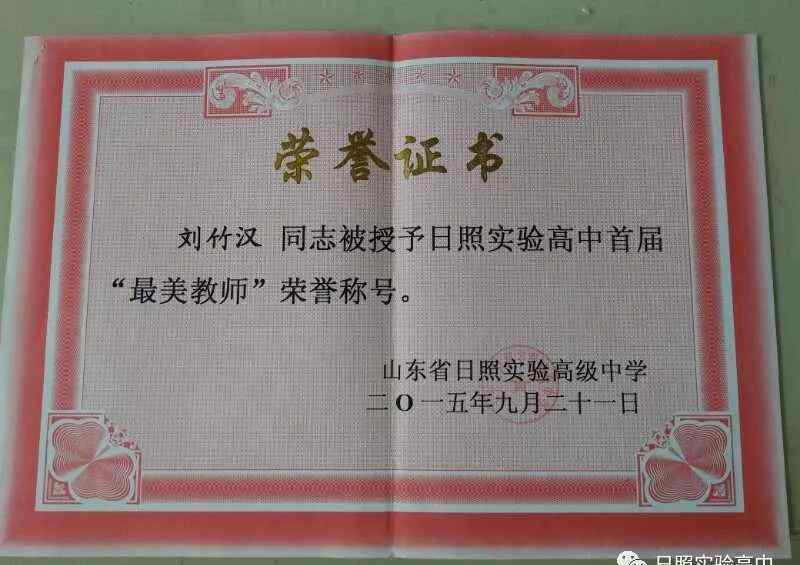 荣誉证书
刘竹汉 同志被授予日照实验高中首届
“最美教师”荣誉称号。
山东省日照实验高级中学
二O一五年九月二十一日
日照实验高中